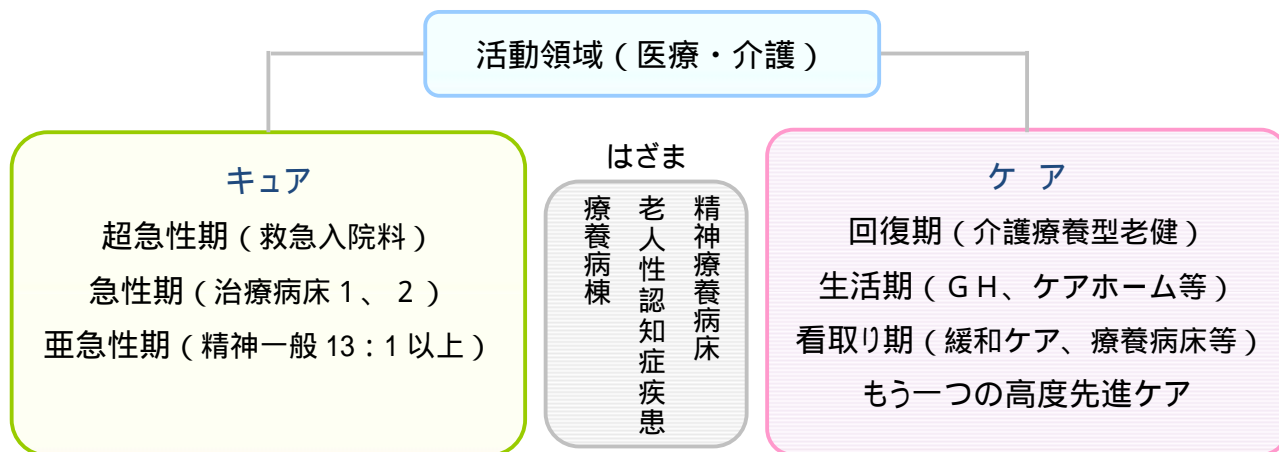 活動領域（医療・介護）
キュア
超急性期（救急入院料）
急性期（治療病床１、２）
亜急性期（精神一般 13：1 以上）
はざま
精神療養病床
老人性認知症疾患
療養病棟
ケ ア
回復期（介護療養型老健）
生活期（ＧＨ、ケアホーム等）
看取り期（緩和ケア、療養病床等）
もう一つの高度先進ケア